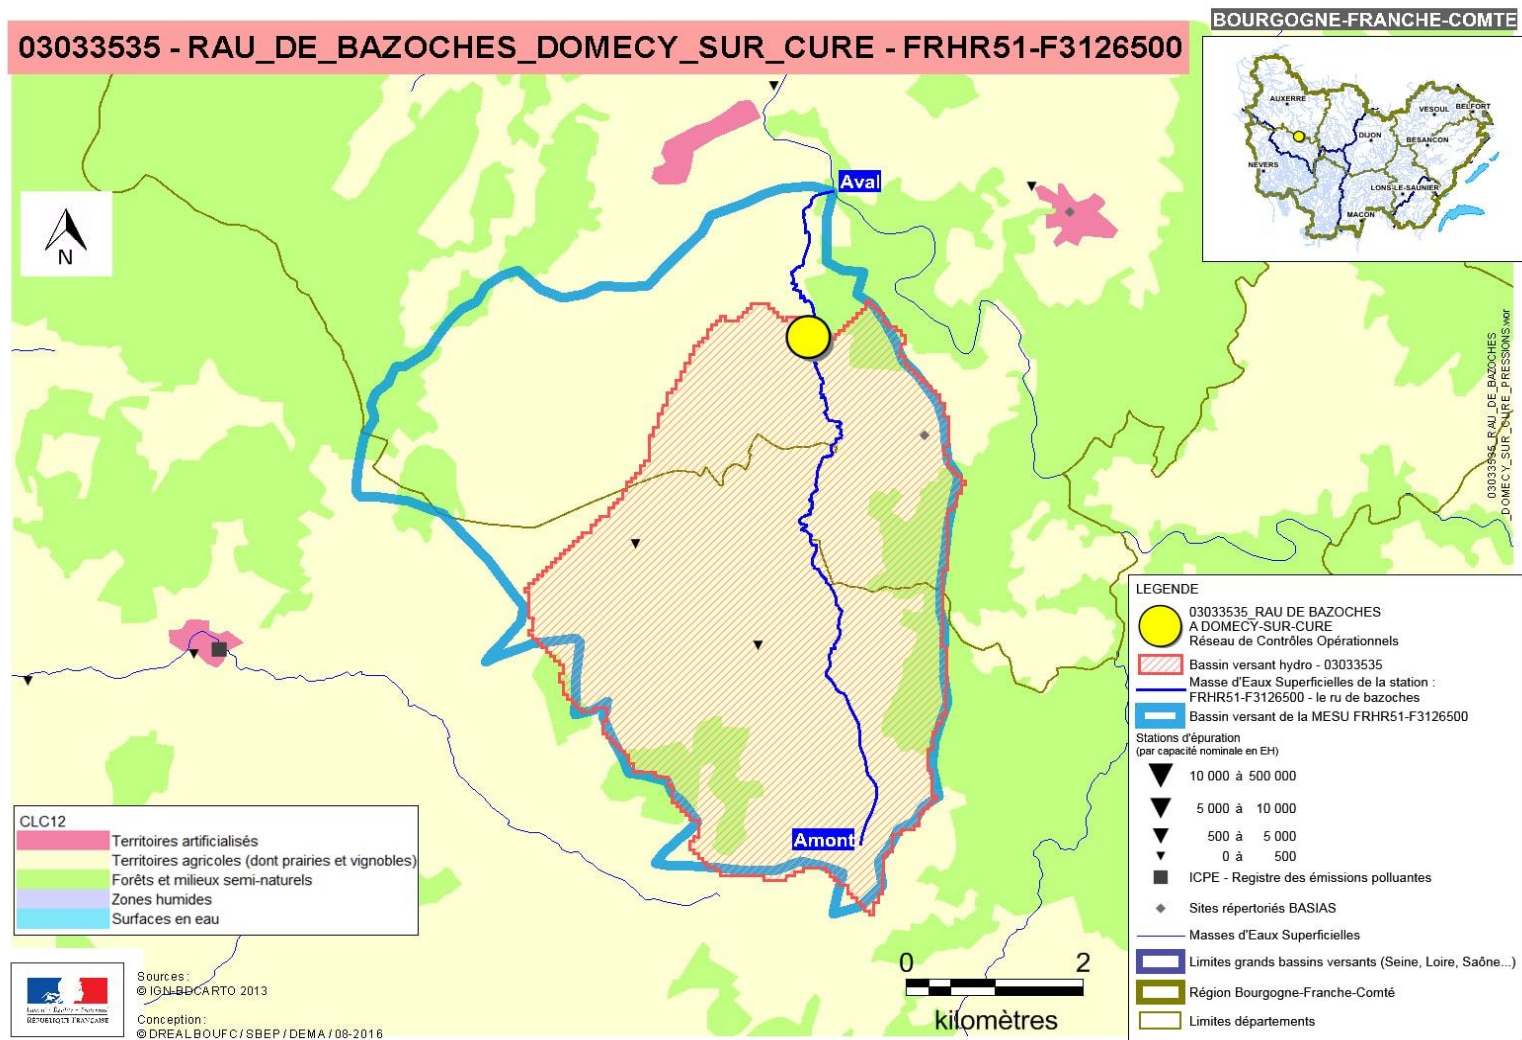 03033535 - RAU_DE_BAZOCHES_DOMECY_SUR_CURE - FRHR51-F3126500
BOURGOGNE-FRANCHE-COMTE
AUXERRE
VESOUL
BELFORT
DIJON
BESANCON
NEVERS
LONS-LE-SAUNIER
MACON
N
Aval
Amont
03033535_RAU_DE_BAZOCHES
_DOMECY_SUR_CURE_PRESSIONS.wor
LEGENDE
03033535_RAU DE BAZOCHES
A DOMECY-SUR-CURE
Réseau de Contrôles Opérationnels
Bassin versant hydro - 03033535
Masse d'Eaux Superficielles de la station :
FRHR51-F3126500 - le ru de bazoches
Bassin versant de la MESU FRHR51-F3126500
Stations d'épuration
(par capacité nominale en EH)
10 000 à 500 000
5 000 à 10 000
500 à 5 000
0 à 500
ICPE - Registre des émissions polluantes
Sites répertoriés BASIAS
Masses d'Eaux Superficielles
Limites grands bassins versants (Seine, Loire, Saône...)
Région Bourgogne-Franche-Comté
Limites départements
CLC12
Territoires artificialisés
Territoires agricoles (dont prairies et vignobles)
Forêts et milieux semi-naturels
Zones humides
Surfaces en eau
0 2
kilomètres
Liberté • Égalité • Fraternité
RÉPUBLIQUE FRANÇAISE
Sources :
© IGN-BDCARTO 2013
Conception :
© DREAL BOUFC / SBEP / DEMA / 08-2016